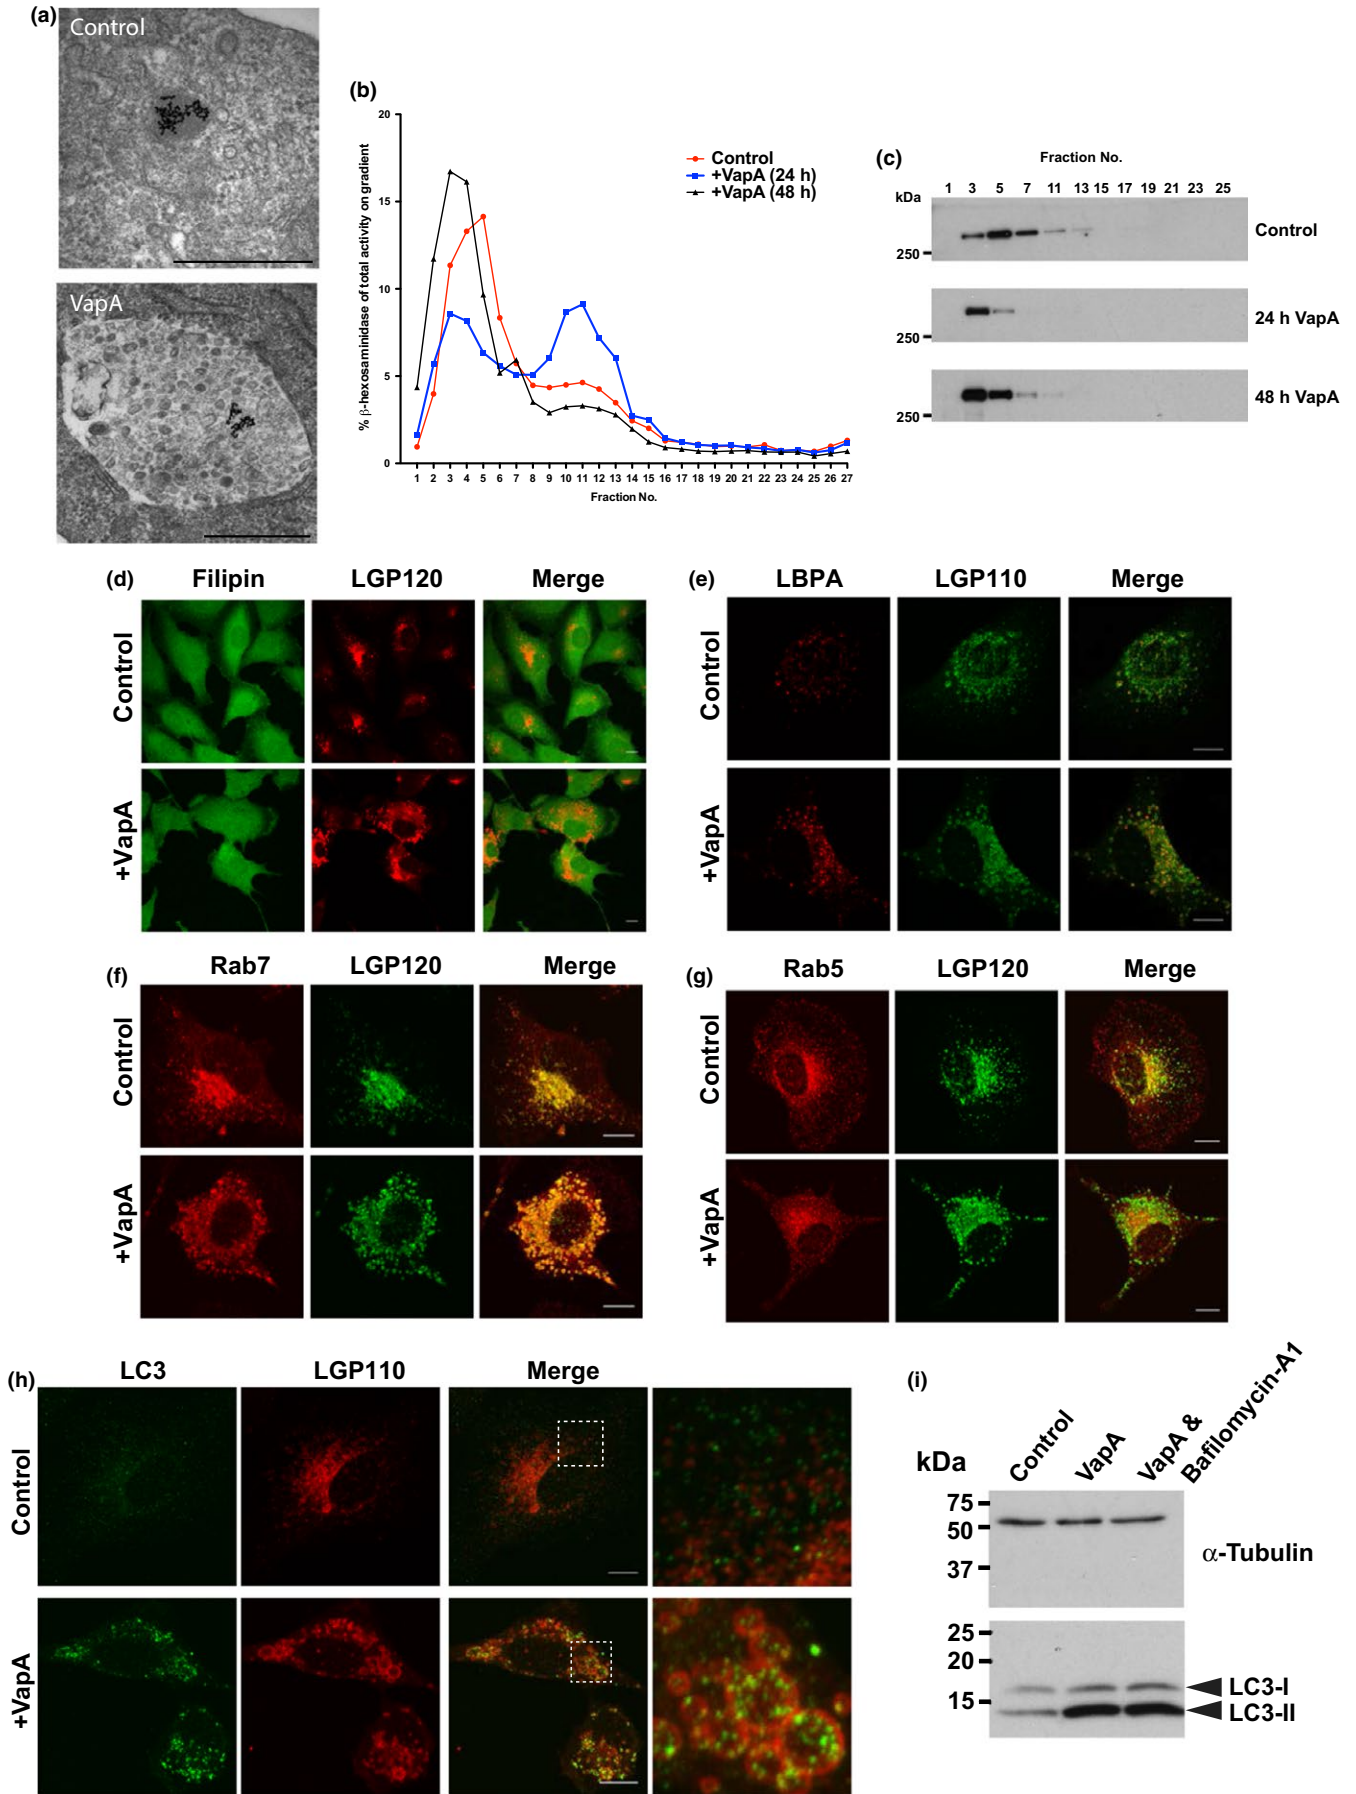 (a)
Control
VapA
(b)
20
15
10
5
0
% β-hexosaminidase of total activity on gradient
Control
+VapA (24 h)
+VapA (48 h)
1 2 3 4 5 6 7 8 9 10 11 12 13 14 15 16 17 18 19 20 21 22 23 24 25 26 27
Fraction No.
(c)
Fraction No.
1 3 5 7 11 13 15 17 19 21 23 25
kDa
250
Control
250
24 h VapA
250
48 h VapA
(d)
Filipin LGP120 Merge
Control
+VapA
(e)
LBPA LGP110 Merge
Control
+VapA
(f)
Rab7 LGP120 Merge
Control
+VapA
(g)
Rab5 LGP120 Merge
Control
+VapA
(h)
LC3 LGP110 Merge
Control
+VapA
(i)
Control
VapA
VapA &
Bafilomycin-A1
kDa
75
50
37
α-Tubulin
25
20
15
LC3-I
LC3-II